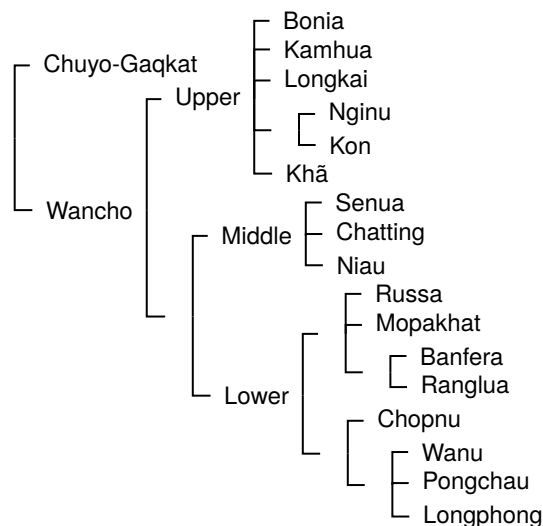 Bonia
Kamhua
Chuyo-Gaqkat
Longkai
Upper
Nginu
Kon
Khã
Senua
Wancho
Middle
Chatting
Niau
Russa
Mopakhat
Banfera
Ranglua
Lower
Chopnu
Wanu
Pongchau
Longphong